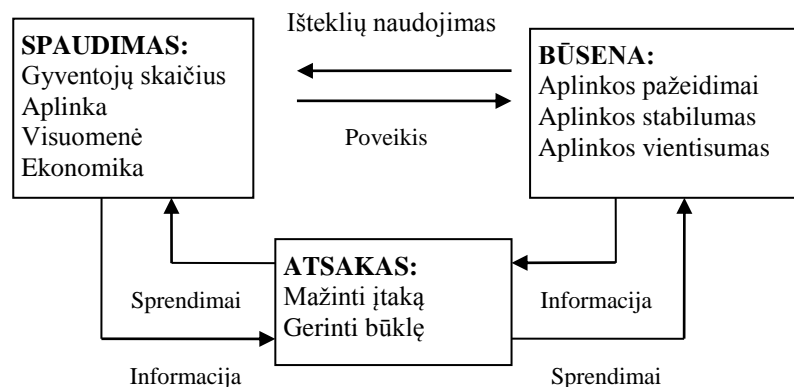 Išteklių naudojimas
SPAUDIMAS:
Gyventojų skaičius
Aplinka
Visuomenė
Ekonomika
BŪSENA:
Aplinkos pažeidimai
Aplinkos stabilumas
Aplinkos vientisumas
Poveikis
ATSAKAS:
Mažinti įtaką
Gerinti būklę
Sprendimai
Informacija
Informacija
Sprendimai